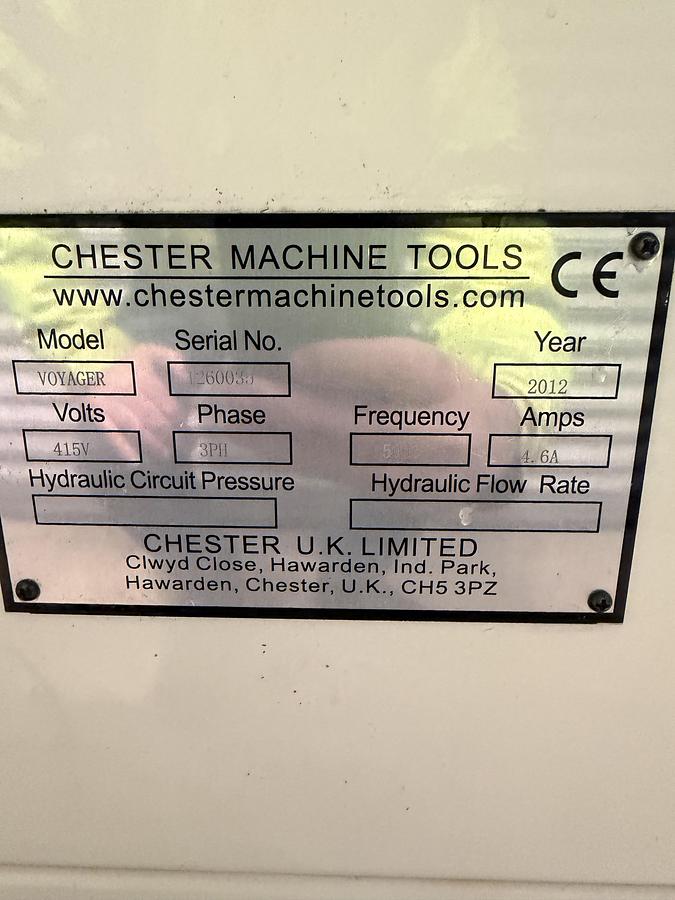 CHESTER MACHINE TOOLS CE
www.chestermachinetools.com
Model Serial No. Year
VOYAGER 2012
Volts Phase Frequency Amps
415V 3PH 4.6A
Hydraulic Circuit Pressure Hydraulic Flow Rate
CHESTER U.K. LIMITED
Clwyd Close, Hawarden, Ind. Park,
Hawarden, Chester, U.K., CH5 3PZ